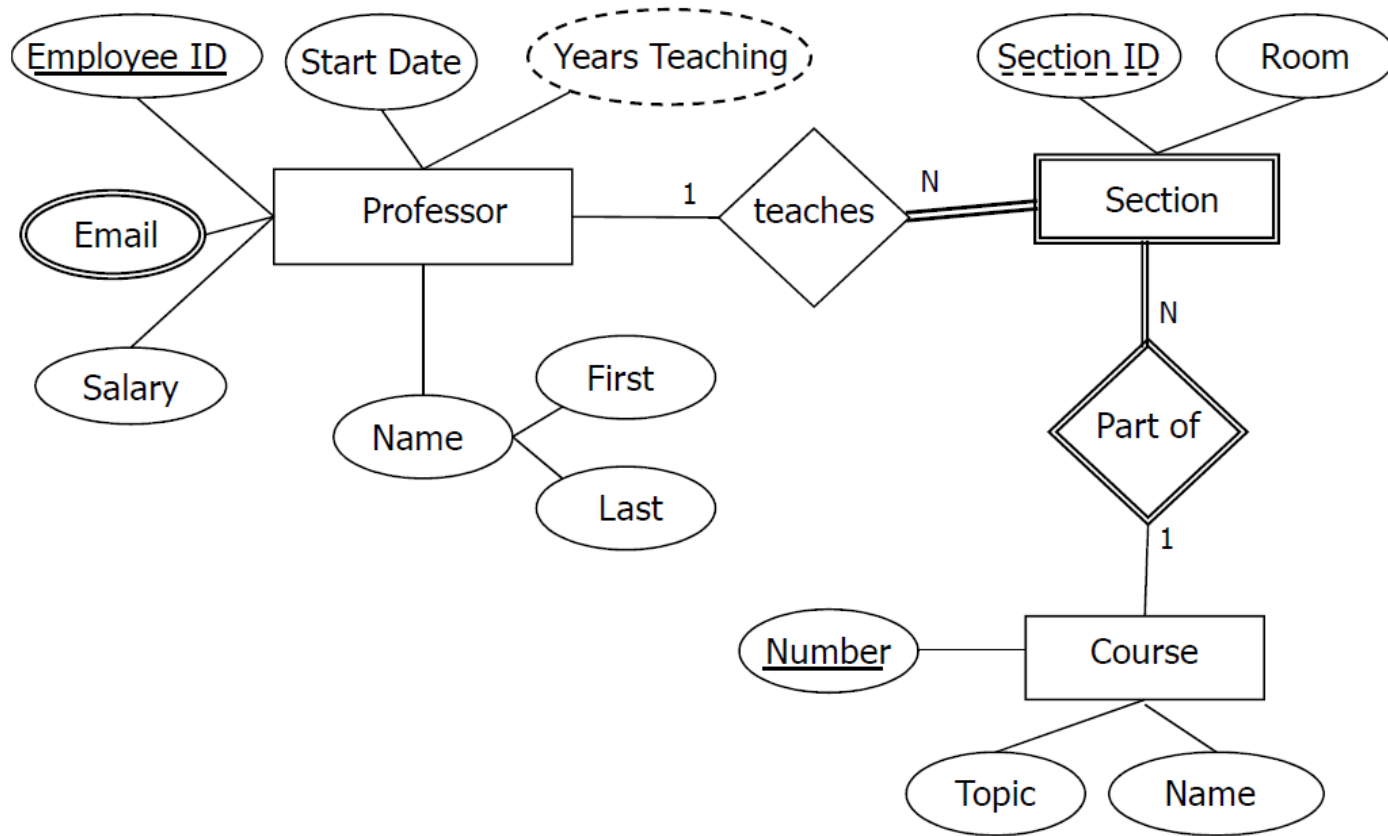 Employee ID
Start Date
Years Teaching
Section ID
Room
Professor
1
teaches
N
Section
Email
Salary
Name
First
Last
N
Part of
1
Number
Course
Topic
Name